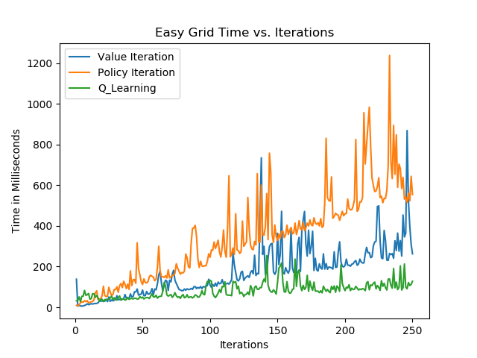 Easy Grid Time vs. Iterations
Value Iteration
Policy Iteration
Q_Learning
Time in Milliseconds
1200
1000
800
600
400
200
0
0 50 100 150 200 250
Iterations